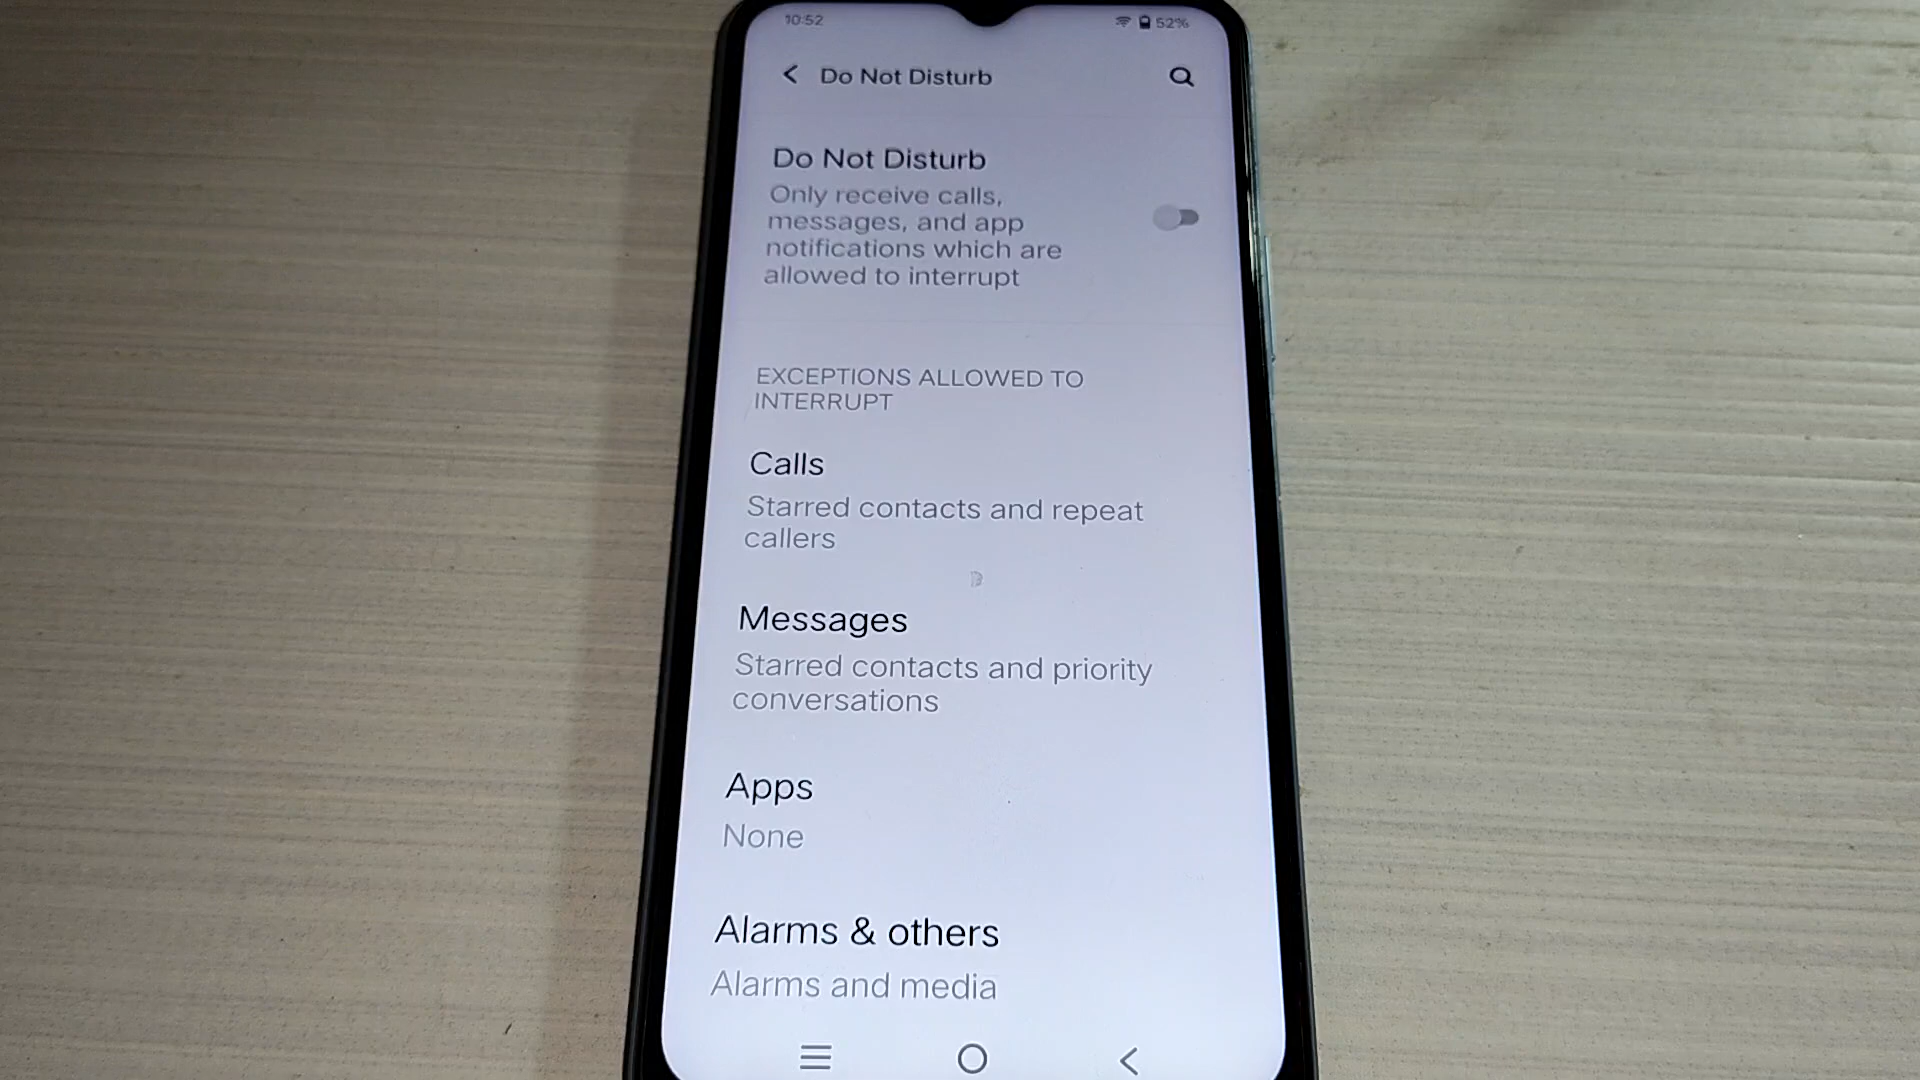 10:52
52%
Do Not Disturb
Do Not Disturb
Only receive calls,
messages, and app
notifications which are
allowed to interrupt
EXCEPTIONS ALLOWED TO
INTERRUPT
Calls
Starred contacts and repeat
callers
Messages
Starred contacts and priority
conversations
Apps
None
Alarms & others
Alarms and media